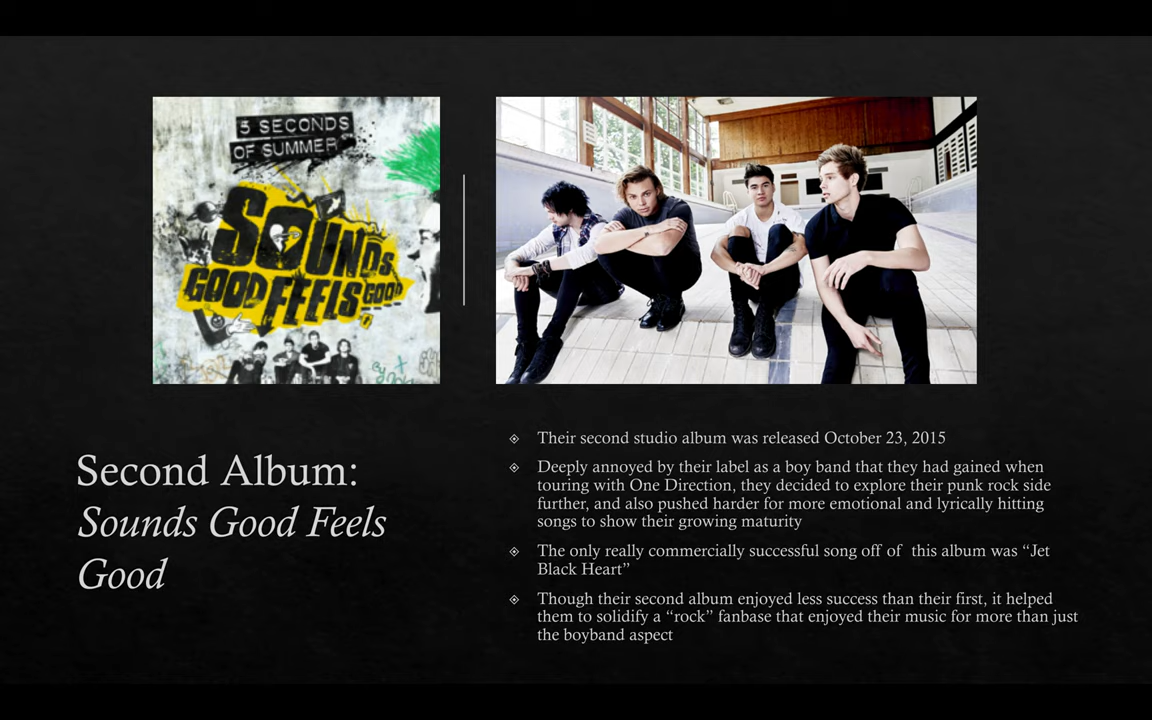 5 SECONDS
OF SUMMER
SOUNDS
GOOD FEELS GOOD
Second Album:
Sounds Good Feels
Good
Their second studio album was released October 23, 2015
Deeply annoyed by their label as a boy band that they had gained when
touring with One Direction, they decided to explore their punk rock side
further, and also pushed harder for more emotional and lyrically hitting
songs to show their growing maturity
The only really commercially successful song off of  this album was “Jet
Black Heart”
Though their second album enjoyed less success than their first, it helped
them to solidify a “rock” fanbase that enjoyed their music for more than just
the boyband aspect